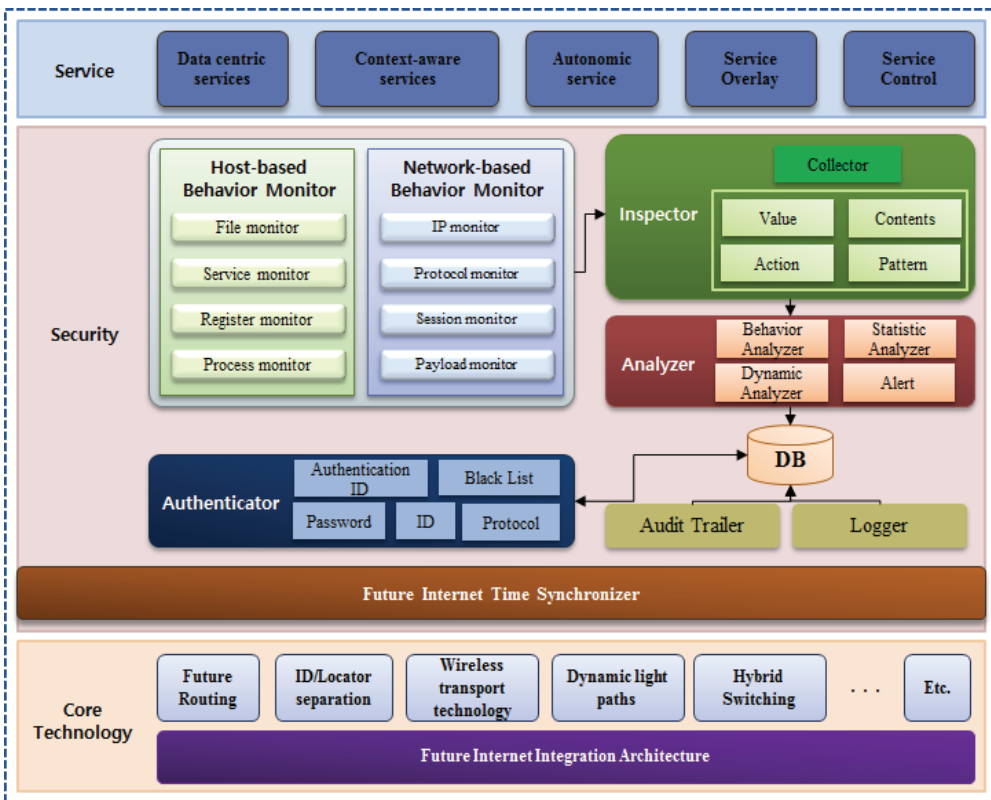 Service
Data centric
services
Context-aware
services
Autonomic
service
Service
Overlay
Service
Control
Security
Host-based
Behavior Monitor
File monitor
Service monitor
Register monitor
Process monitor
Network-based
Behavior Monitor
IP monitor
Protocol monitor
Session monitor
Payload monitor
Inspector
Collector
Value
Contents
Action
Pattern
Analyzer
Behavior
Analyzer
Statistic
Analyzer
Dynamic
Analyzer
Alert
DB
Authenticator
Authentication
ID
Black List
Password
ID
Protocol
Audit Trailer
Logger
Future Internet Time Synchronizer
Core
Technology
Future
Routing
ID/Locator
separation
Wireless
transport
technology
Dynamic light
paths
Hybrid
Switching
. . .
Etc.
Future Internet Integration Architecture